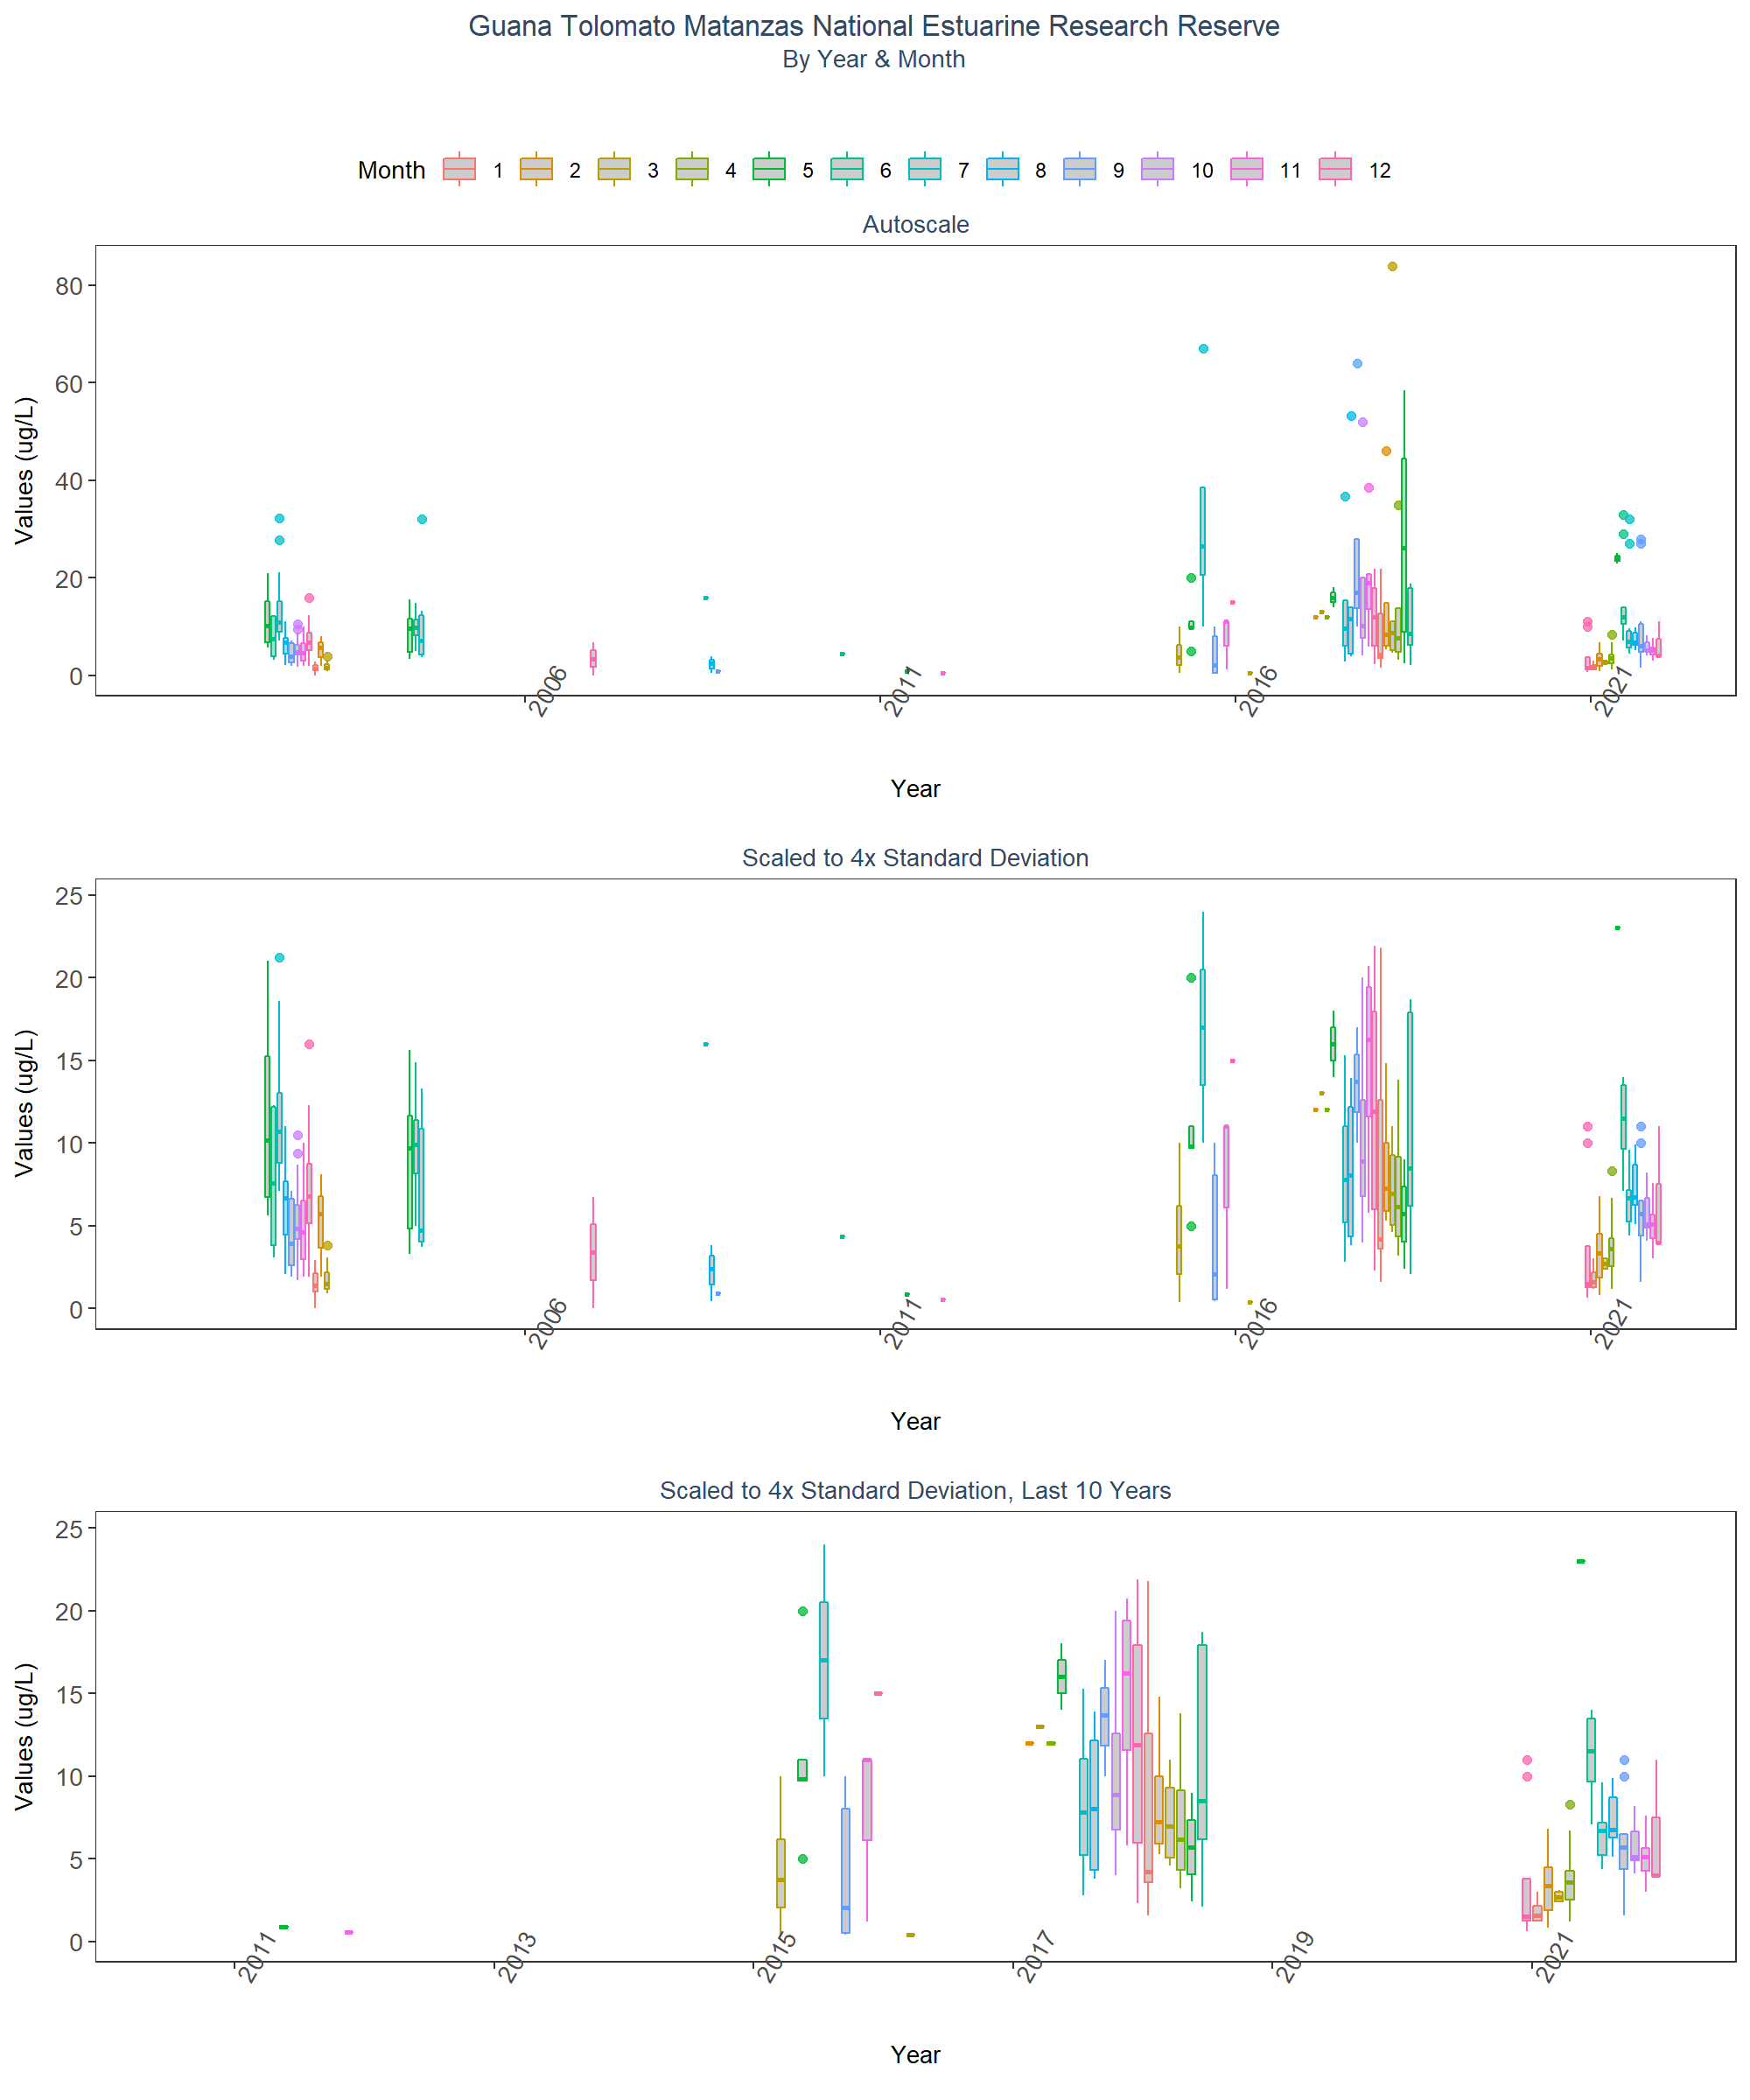 Guana Tolomato Matanzas National Estuarine Research Reserve
By Year & Month
Month 1 2 3 4 5 6 7 8 9 10 11 12
Autoscale
Values (ug/L)
80
60
40
20
0
2006 2011 2016 2021
Year
Scaled to 4x Standard Deviation
Values (ug/L)
25
20
15
10
5
0
2006 2011 2016 2021
Year
Scaled to 4x Standard Deviation, Last 10 Years
Values (ug/L)
25
20
15
10
5
0
2011 2013 2015 2017 2019 2021
Year